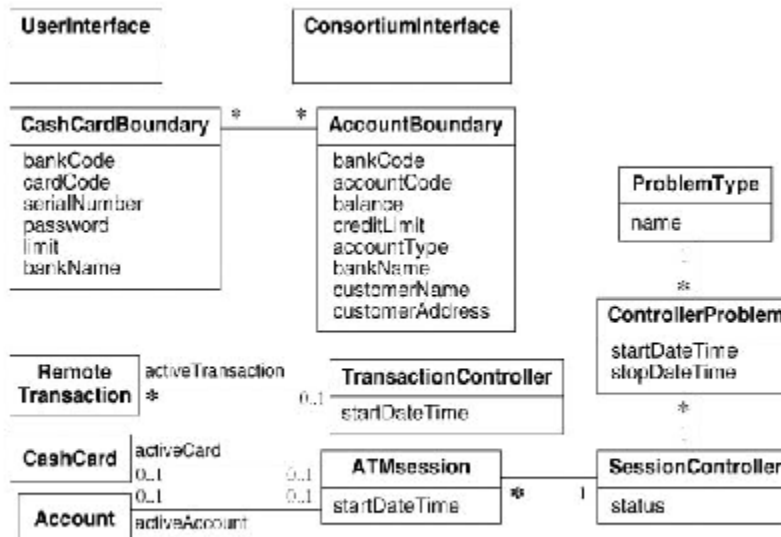 UserInterface
ConsortiumInterface
CashCardBoundary
*
*
AccountBoundary
bankCode
cardCode
serialNumber
password
limit
bankName
bankCode
accountCode
balance
creditLimit
accountType
bankName
customerName
customerAddress
ProblemType
name
1
*
ControllerProblem
startDateTime
stopDateTime
*
1
Remote
Transaction
activeTransaction
*
0..1
TransactionController
startDateTime
CashCard
activeCard
0..1
0..1
ATMsession
startDateTime
*
1
SessionController
status
Account
0..1
0..1
activeAccount